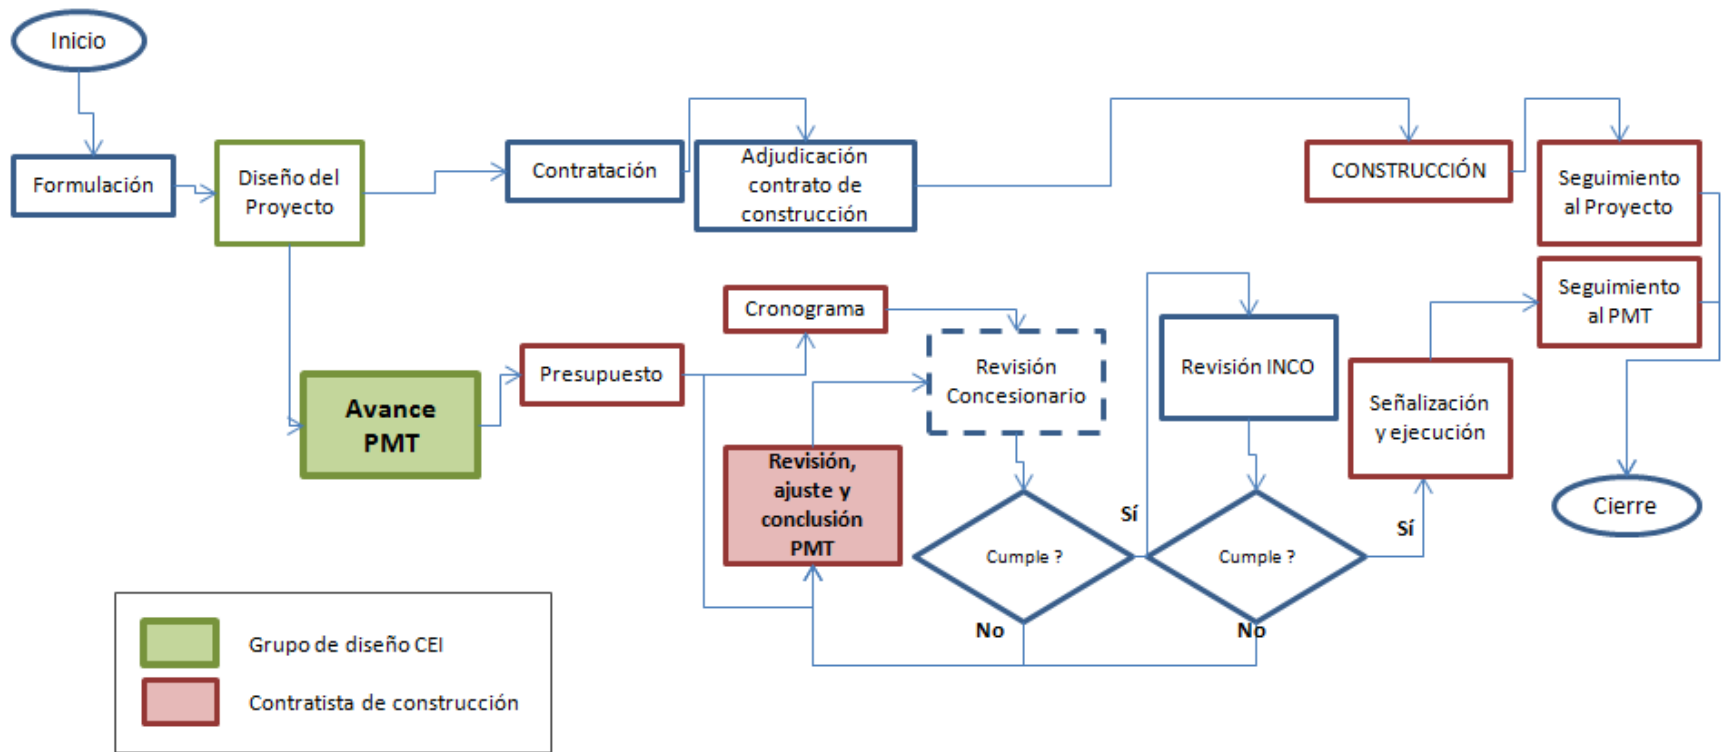 Inicio
Formulación
Diseño del
Proyecto
Contratación
Adjudicación
contrato de
construcción
CONSTRUCCIÓN
Seguimiento
al Proyecto
Seguimiento
al PMT
Cronograma
Presupuesto
Avance
PMT
Revisión
Concesionario
Revisión INCO
Señalización
y ejecución
Revisión,
ajuste y
conclusión
PMT
Cumple ?
Sí
Cumple ?
Sí
No
No
Cierre
Grupo de diseño CEI
Contratista de construcción